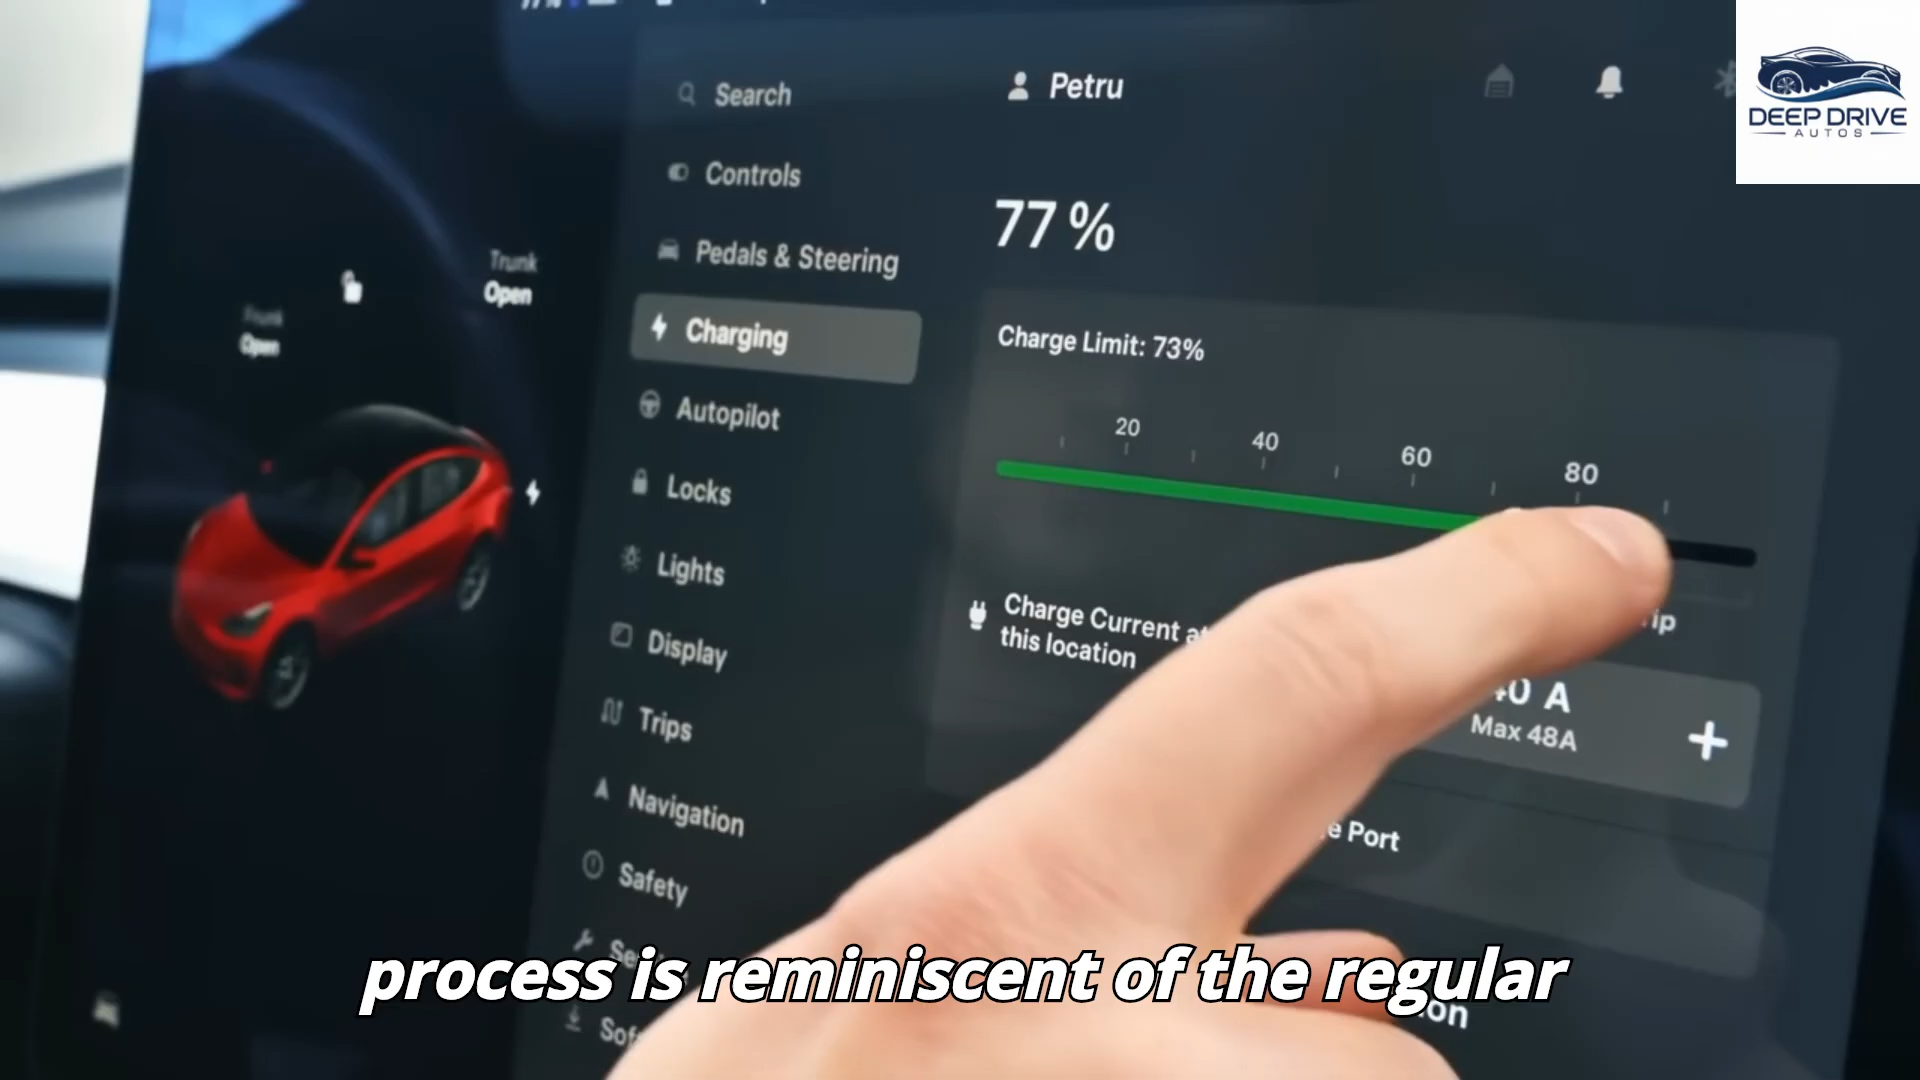 Search
Controls
Pedals & Steering
Charging
Autopilot
Locks
Lights
Display
Trips
Navigation
Safety
Trunk
Open
Frunk
Open
Petru
77 %
Charge Limit: 73%
20 40 60 80
Charge Current
this location
40 A
Max 48A
Port
DEEP DRIVE
AUTOS
process is reminiscent of the regular